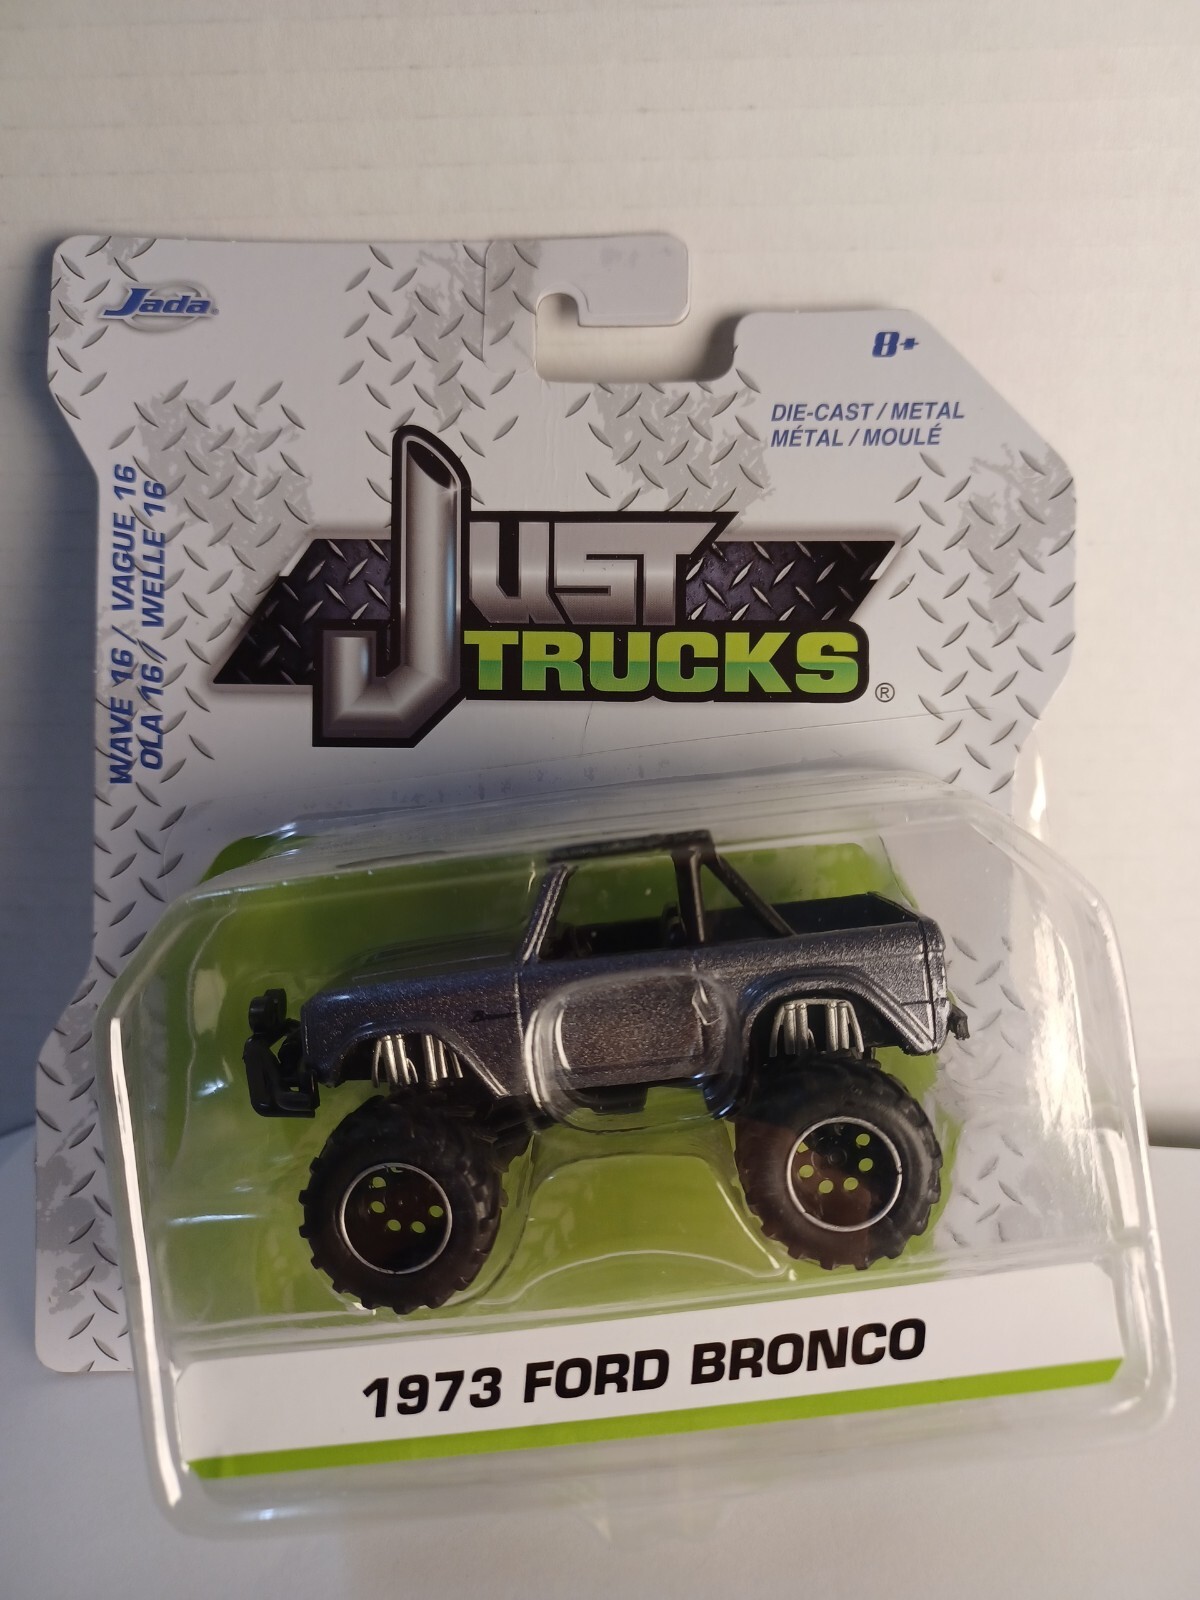 Jada
8+
DIE-CAST / METAL
MÉTAL / MOULÉ
WAVE 16 / VAGUE 16
OLA 16 / WELLE 16
JUST
TRUCKS®
1973 FORD BRONCO